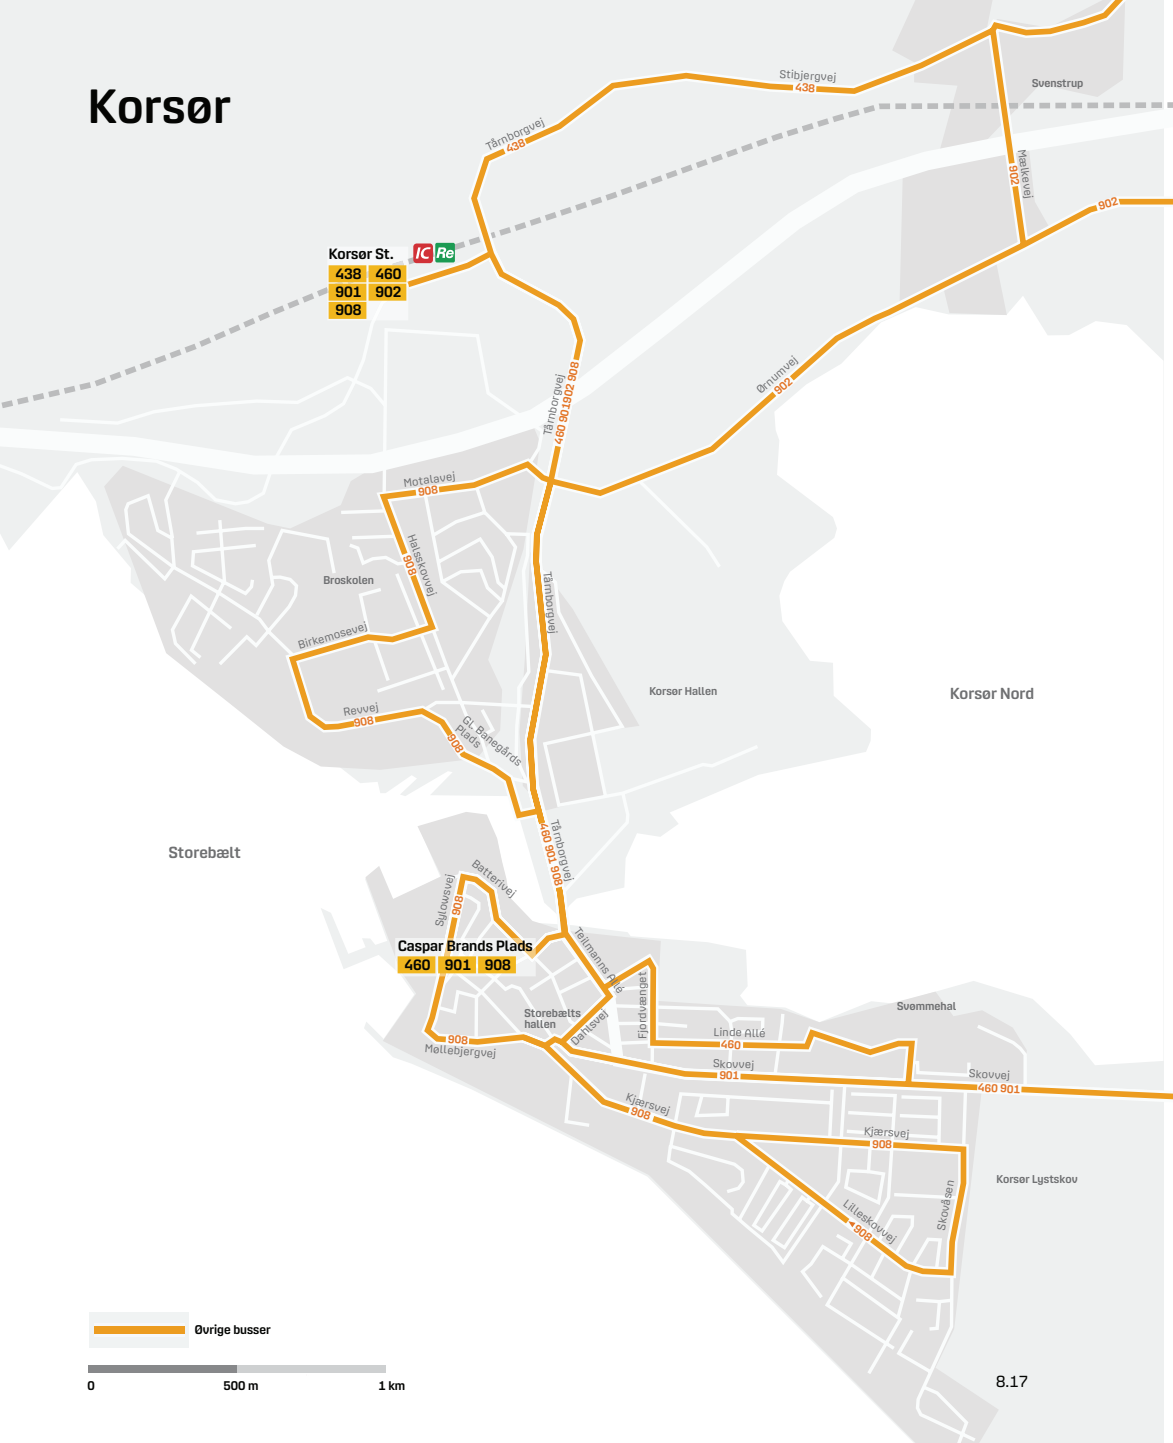 Korsør
Stibjergvej
438
Svenstrup
Tårnborgvej
438
Mælkevej
902
902
Korsør St.
IC Re
438 460
901 902
908
Ørnumvej
902
Tårnborgvej
460 901 902 908
Motalavej
908
Halsskovvej
908
Broskolen
Tårnborgvej
Birkemosevej
Korsør Hallen
Korsør Nord
Revvej
908
GL. Banegårds
Plads
908
Storebælt
Tårnborgvej
460 901 908
Batterivej
Sylowsvej
908
Caspar Brands Plads
460 901 908
Teilmanns Allé
Fjordvænget
Storebælts
hallen
Dahlsvej
Svømmehal
908
Møllebjergvej
Linde Allé
460
Skovvej
901
Skovvej
460 901
Kjærsvej
908
Kjærsvej
908
Korsør Lystskov
Skovåsen
Lilleskovvej
908
Øvrige busser
0 500 m 1 km
8.17